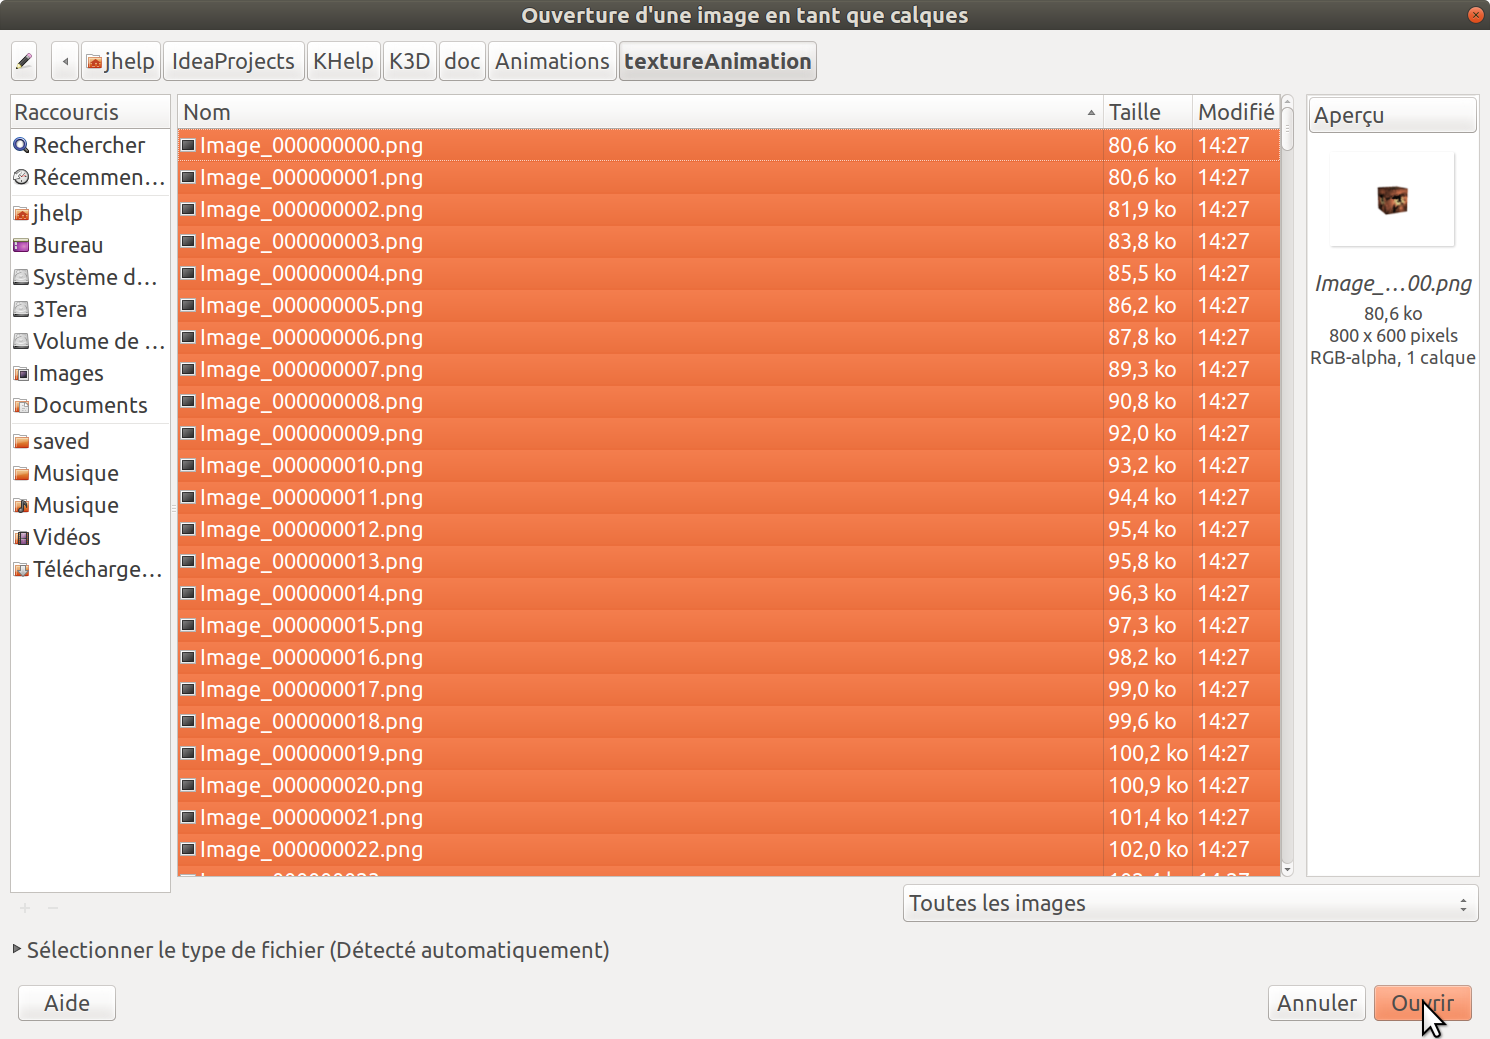 Ouverture d'une image en tant que calques
jhelp IdeaProjects KHelp K3D doc Animations textureAnimation
Raccourcis
Rechercher
Récemmen...
jhelp
Bureau
Système d...
3Tera
Volume de ...
Images
Documents
saved
Musique
Musique
Vidéos
Télécharge...
Nom Taille Modifié
Image_000000000.png 80,6 ko 14:27
Image_000000001.png 80,6 ko 14:27
Image_000000002.png 81,9 ko 14:27
Image_000000003.png 83,8 ko 14:27
Image_000000004.png 85,5 ko 14:27
Image_000000005.png 86,2 ko 14:27
Image_000000006.png 87,8 ko 14:27
Image_000000007.png 89,3 ko 14:27
Image_000000008.png 90,8 ko 14:27
Image_000000009.png 92,0 ko 14:27
Image_000000010.png 93,2 ko 14:27
Image_000000011.png 94,4 ko 14:27
Image_000000012.png 95,4 ko 14:27
Image_000000013.png 95,8 ko 14:27
Image_000000014.png 96,3 ko 14:27
Image_000000015.png 97,3 ko 14:27
Image_000000016.png 98,2 ko 14:27
Image_000000017.png 99,0 ko 14:27
Image_000000018.png 99,6 ko 14:27
Image_000000019.png 100,2 ko 14:27
Image_000000020.png 100,9 ko 14:27
Image_000000021.png 101,4 ko 14:27
Image_000000022.png 102,0 ko 14:27
Aperçu
Image_...00.png
80,6 ko
800 x 600 pixels
RGB-alpha, 1 calque
Toutes les images
Sélectionner le type de fichier (Détecté automatiquement)
Aide Annuler Ouvrir